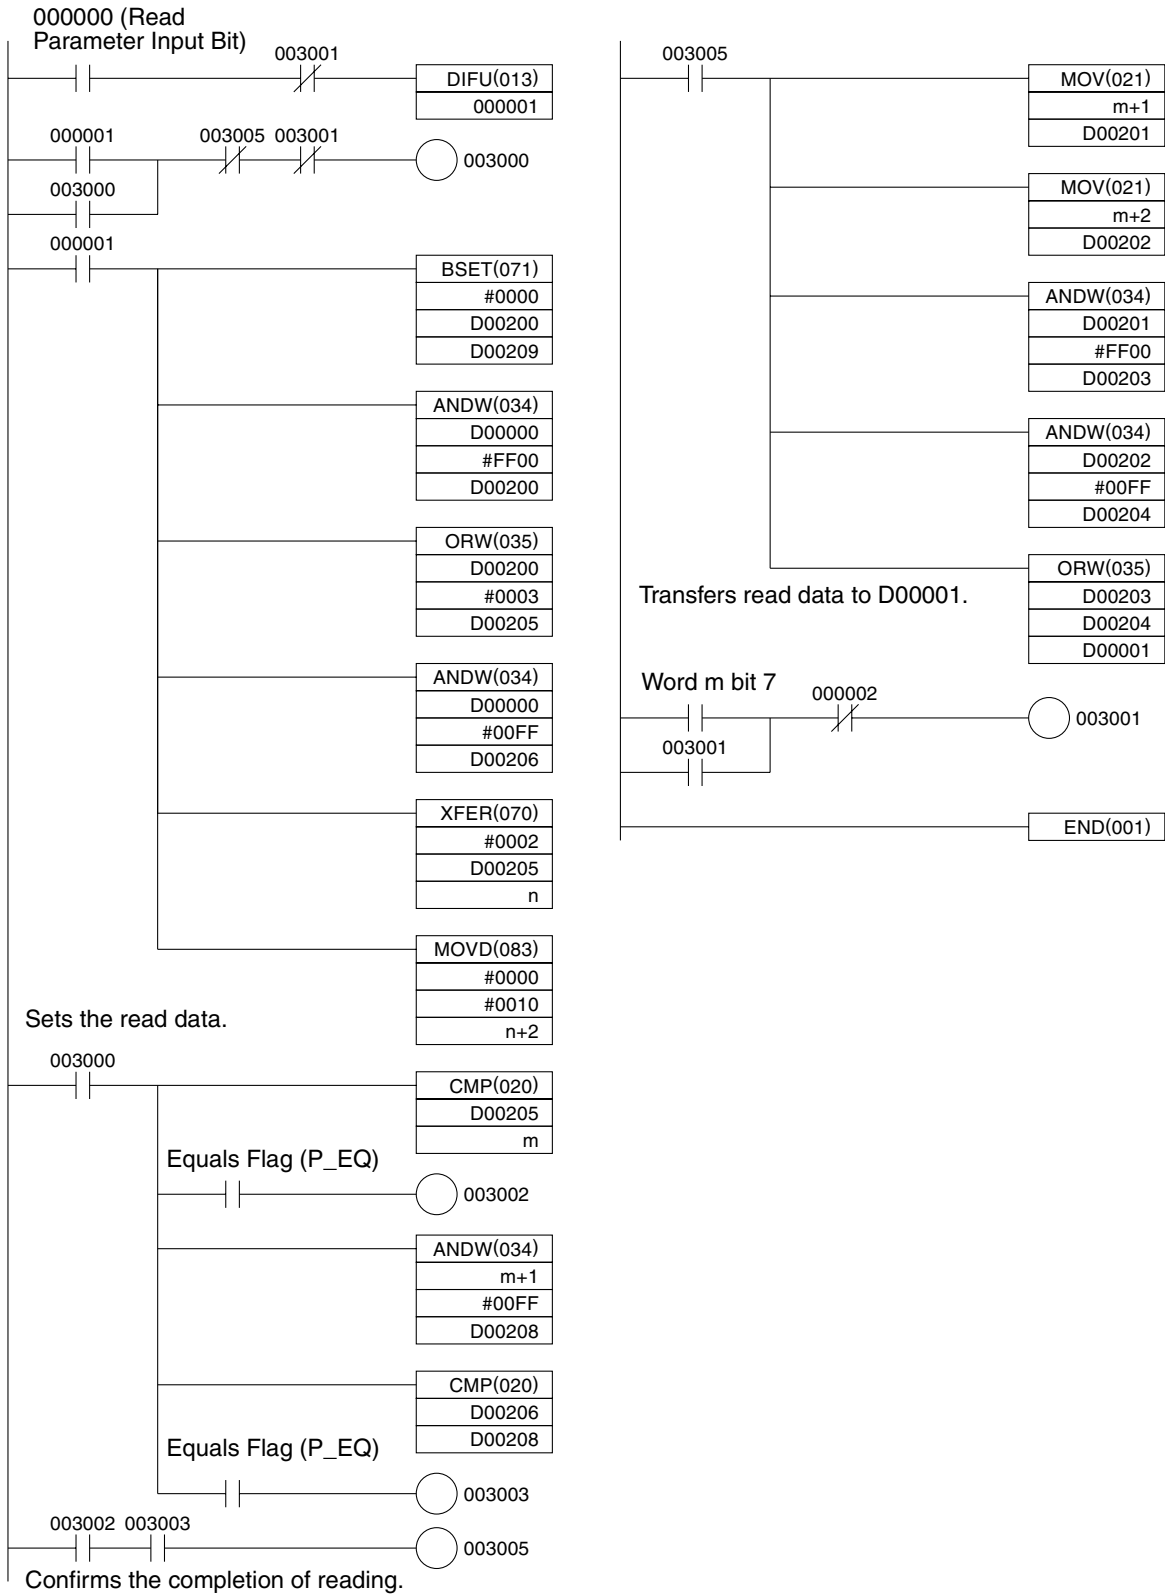 000000 (Read
Parameter Input Bit)
003001
DIFU(013)
000001
000001
003005 003001
003000
003000
000001
BSET(071)
#0000
D00200
D00209
ANDW(034)
D00000
#FF00
D00200
ORW(035)
D00200
#0003
D00205
ANDW(034)
D00000
#00FF
D00206
XFER(070)
#0002
D00205
n
MOVD(083)
#0000
#0010
n+2
Sets the read data.
003000
CMP(020)
D00205
m
Equals Flag (P_EQ)
003002
ANDW(034)
m+1
#00FF
D00208
CMP(020)
D00206
D00208
Equals Flag (P_EQ)
003003
003002 003003
003005
Confirms the completion of reading.
003005
MOV(021)
m+1
D00201
MOV(021)
m+2
D00202
ANDW(034)
D00201
#FF00
D00203
ANDW(034)
D00202
#00FF
D00204
ORW(035)
D00203
D00204
D00001
Transfers read data to D00001.
Word m bit 7
000002
003001
003001
END(001)